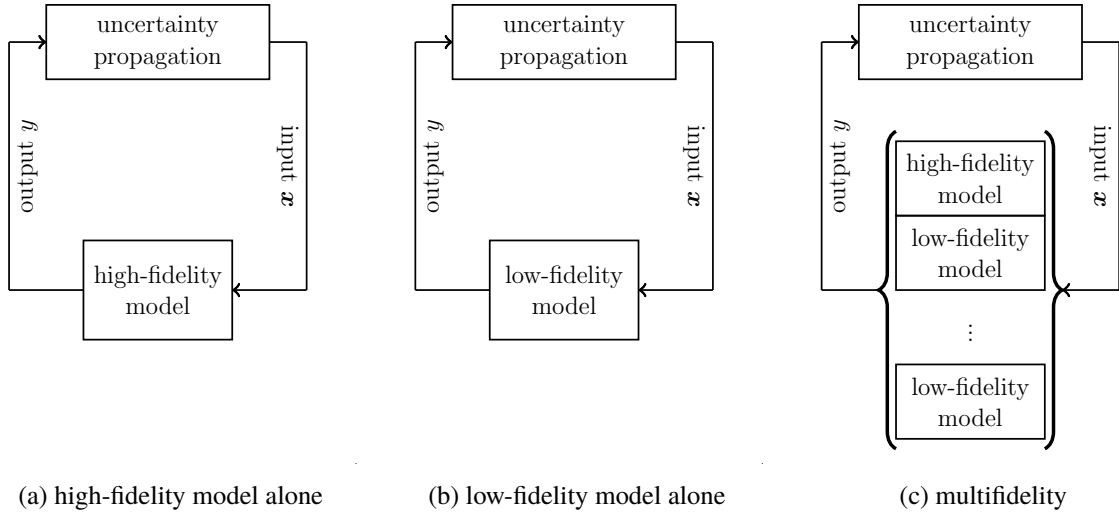 uncertainty
propagation
output y
input x
high-fidelity
model
(a) high-fidelity model alone
uncertainty
propagation
output y
input x
low-fidelity
model
(b) low-fidelity model alone
uncertainty
propagation
output y
input x
high-fidelity
model
low-fidelity
model
⋮
low-fidelity
model
(c) multifidelity